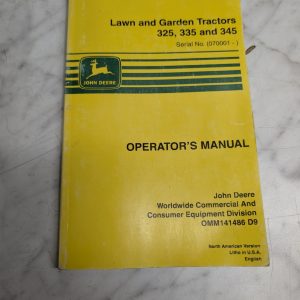 Lawn and Garden Tractors
325, 335 and 345
Serial No. (070001 - )
JOHN DEERE
OPERATOR'S MANUAL
John Deere
Worldwide Commercial And
Consumer Equipment Division
OMM141486 D9
North American Version
Litho in U.S.A.
English